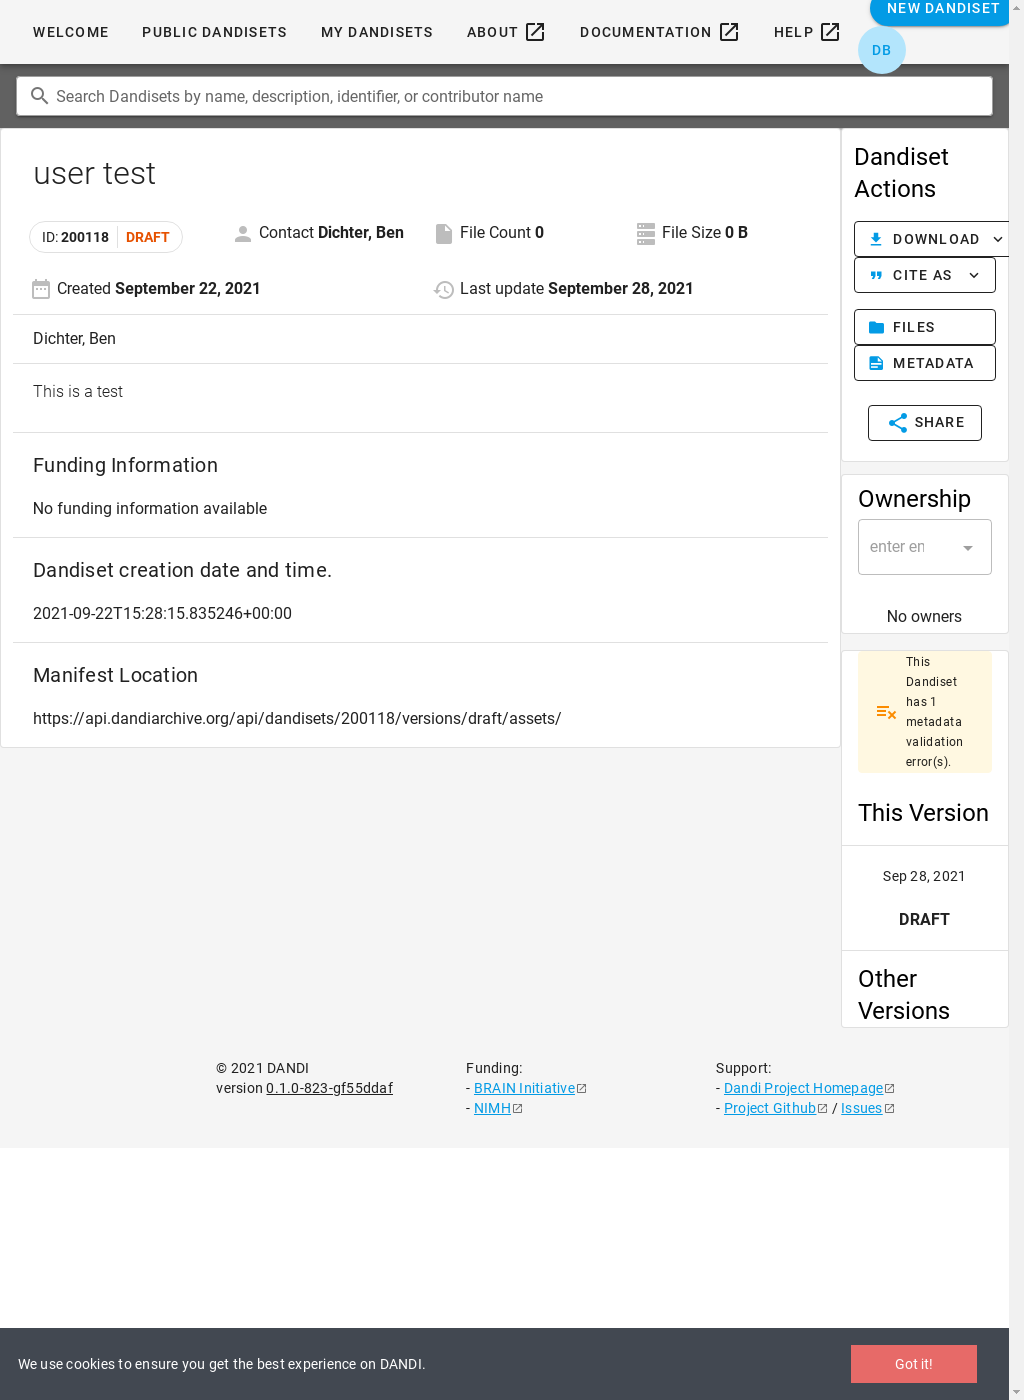 WELCOME
PUBLIC DANDISETS
MY DANDISETS
ABOUT
DOCUMENTATION
HELP
NEW DANDISET
DB
Search Dandisets by name, description, identifier, or contributor name
user test
ID: 200118 DRAFT
Contact Dichter, Ben
File Count 0
File Size 0 B
Created September 22, 2021
Last update September 28, 2021
Dichter, Ben
This is a test
Funding Information
No funding information available
Dandiset creation date and time.
2021-09-22T15:28:15.835246+00:00
Manifest Location
https://api.dandiarchive.org/api/dandisets/200118/versions/draft/assets/
Dandiset
Actions
DOWNLOAD
CITE AS
FILES
METADATA
SHARE
Ownership
enter en
No owners
This
Dandiset
has 1
metadata
validation
error(s).
This Version
Sep 28, 2021
DRAFT
Other
Versions
© 2021 DANDI
version 0.1.0-823-gf55ddaf
Funding:
- BRAIN Initiative
- NIMH
Support:
- Dandi Project Homepage
- Project Github / Issues
We use cookies to ensure you get the best experience on DANDI.
Got it!